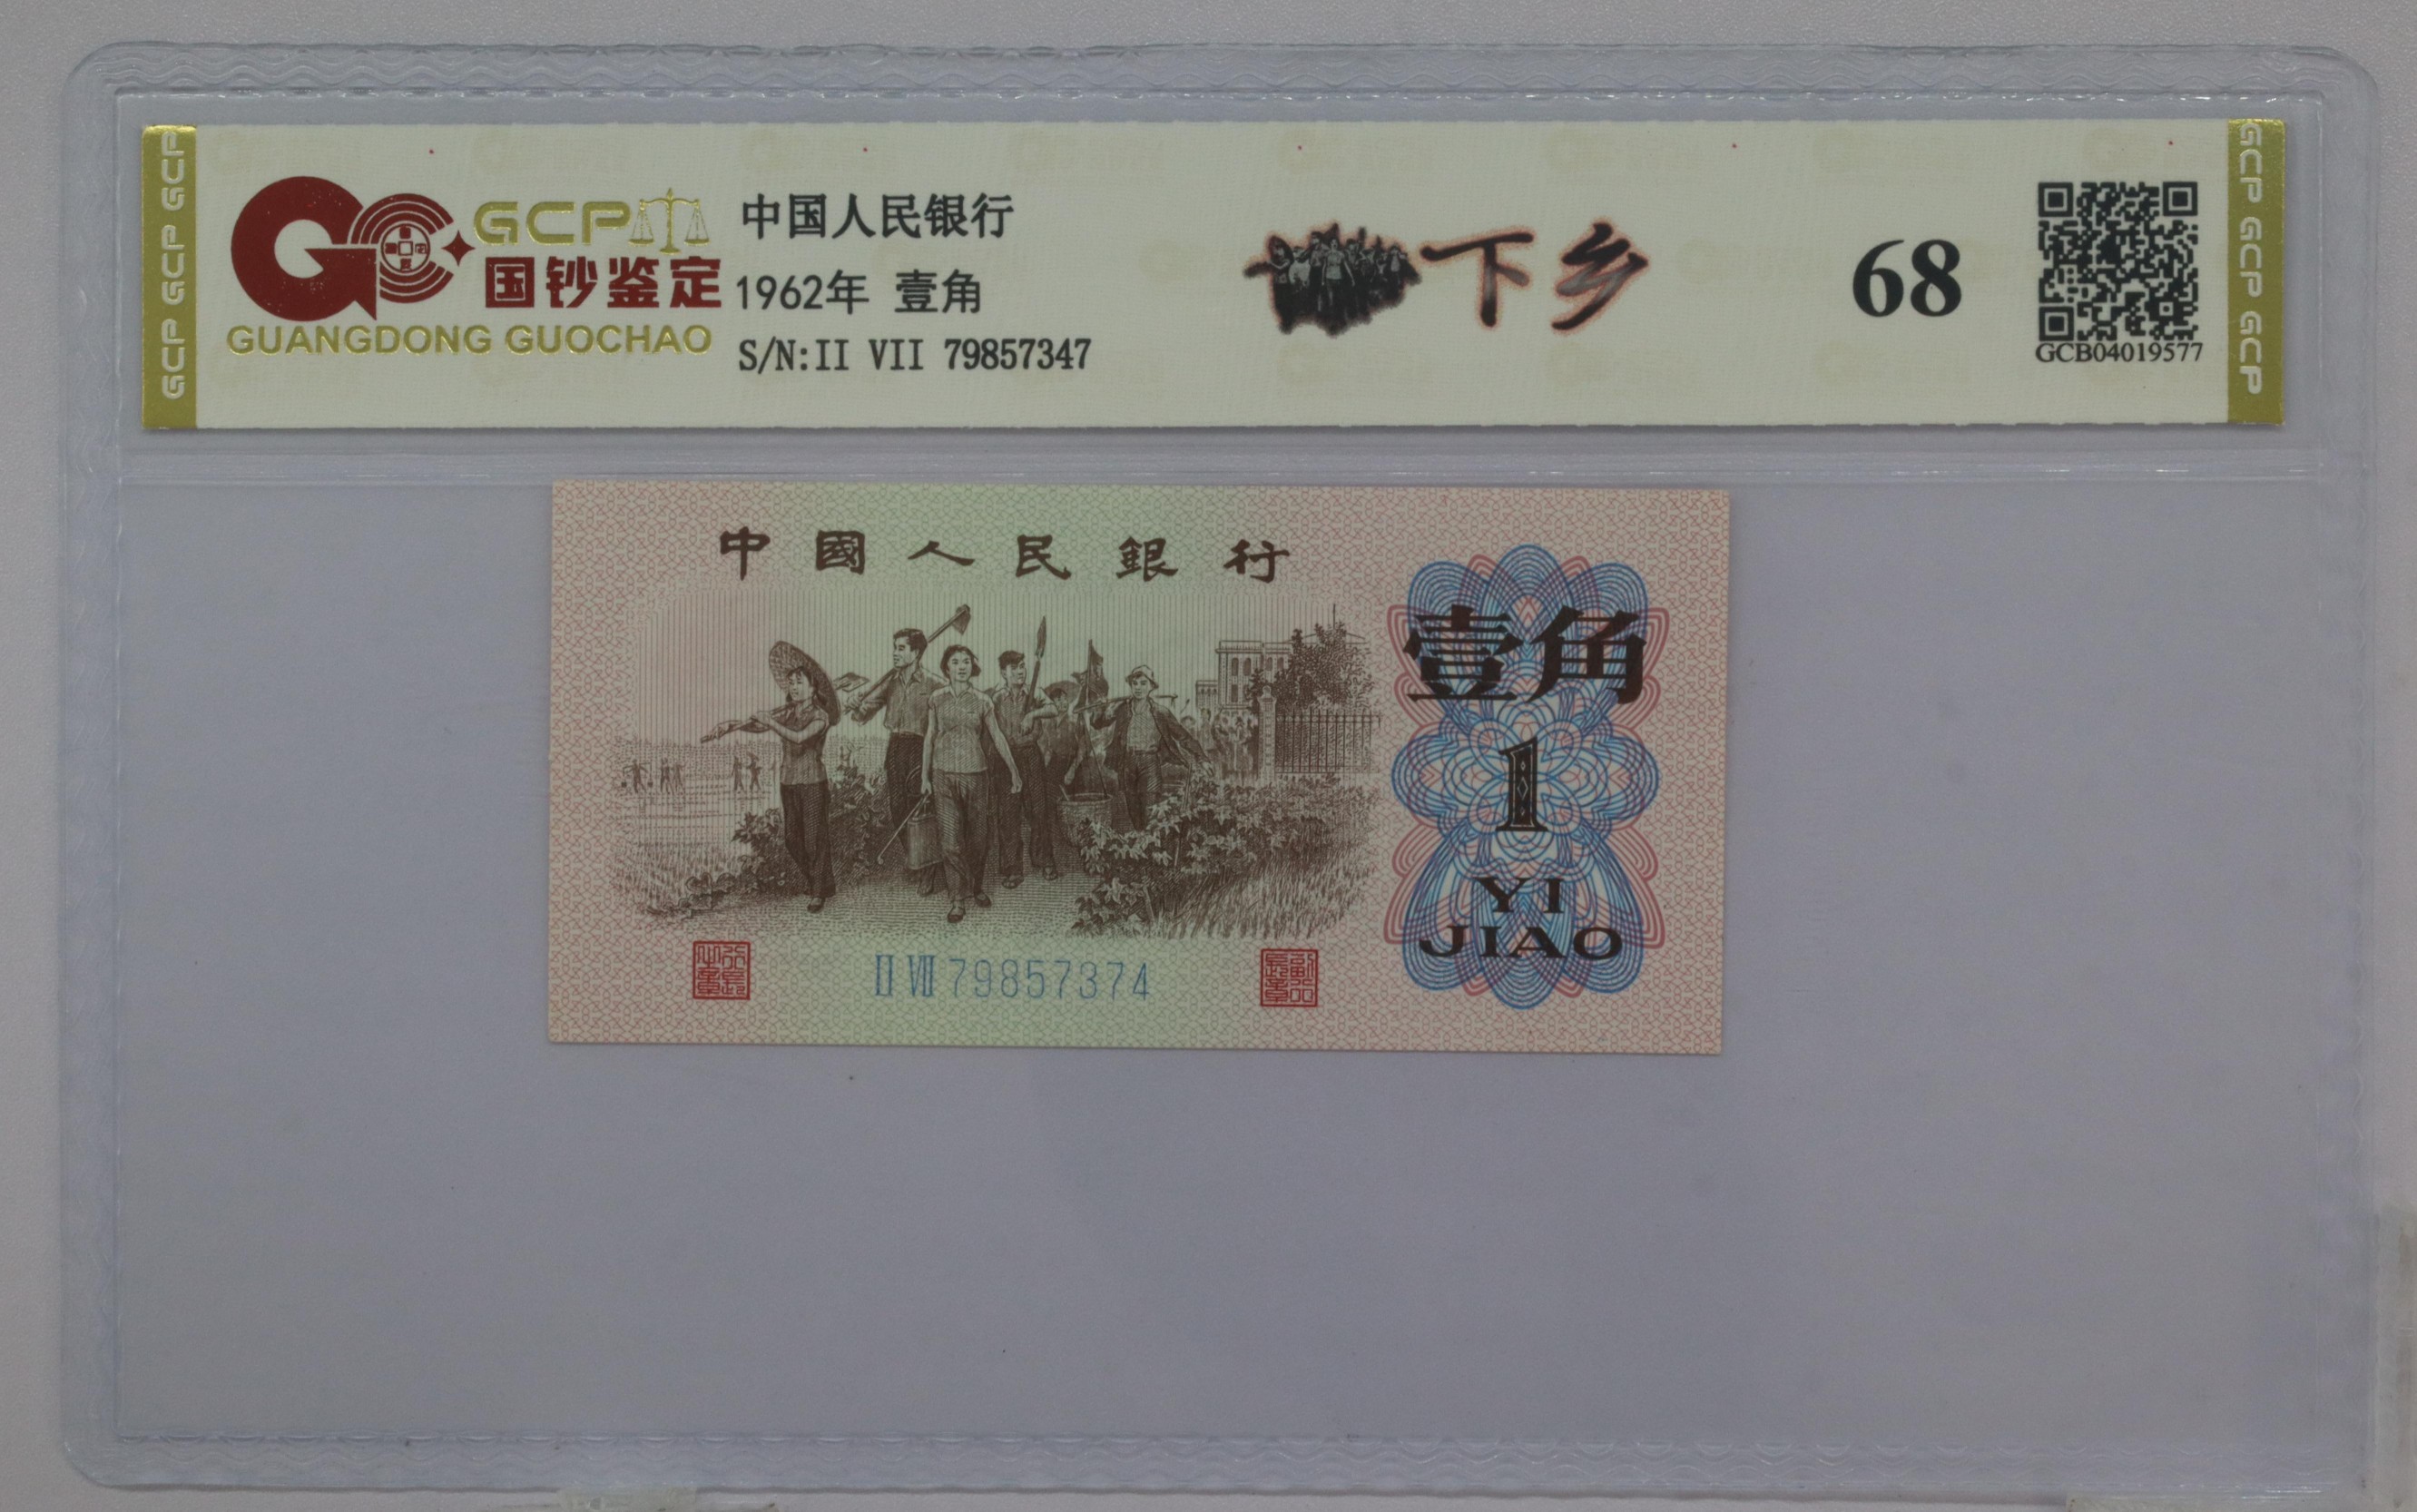 GCP GCP GCP
GCP
国钞鉴定
GUANGDONG GUOCHAO
中国人民银行
1962年 壹角
S/N:II VII 79857347
下乡
68
GCB04019577
GCP GCP GCP
中國人民銀行
壹角
1
YI
JIAO
II VII 79857374